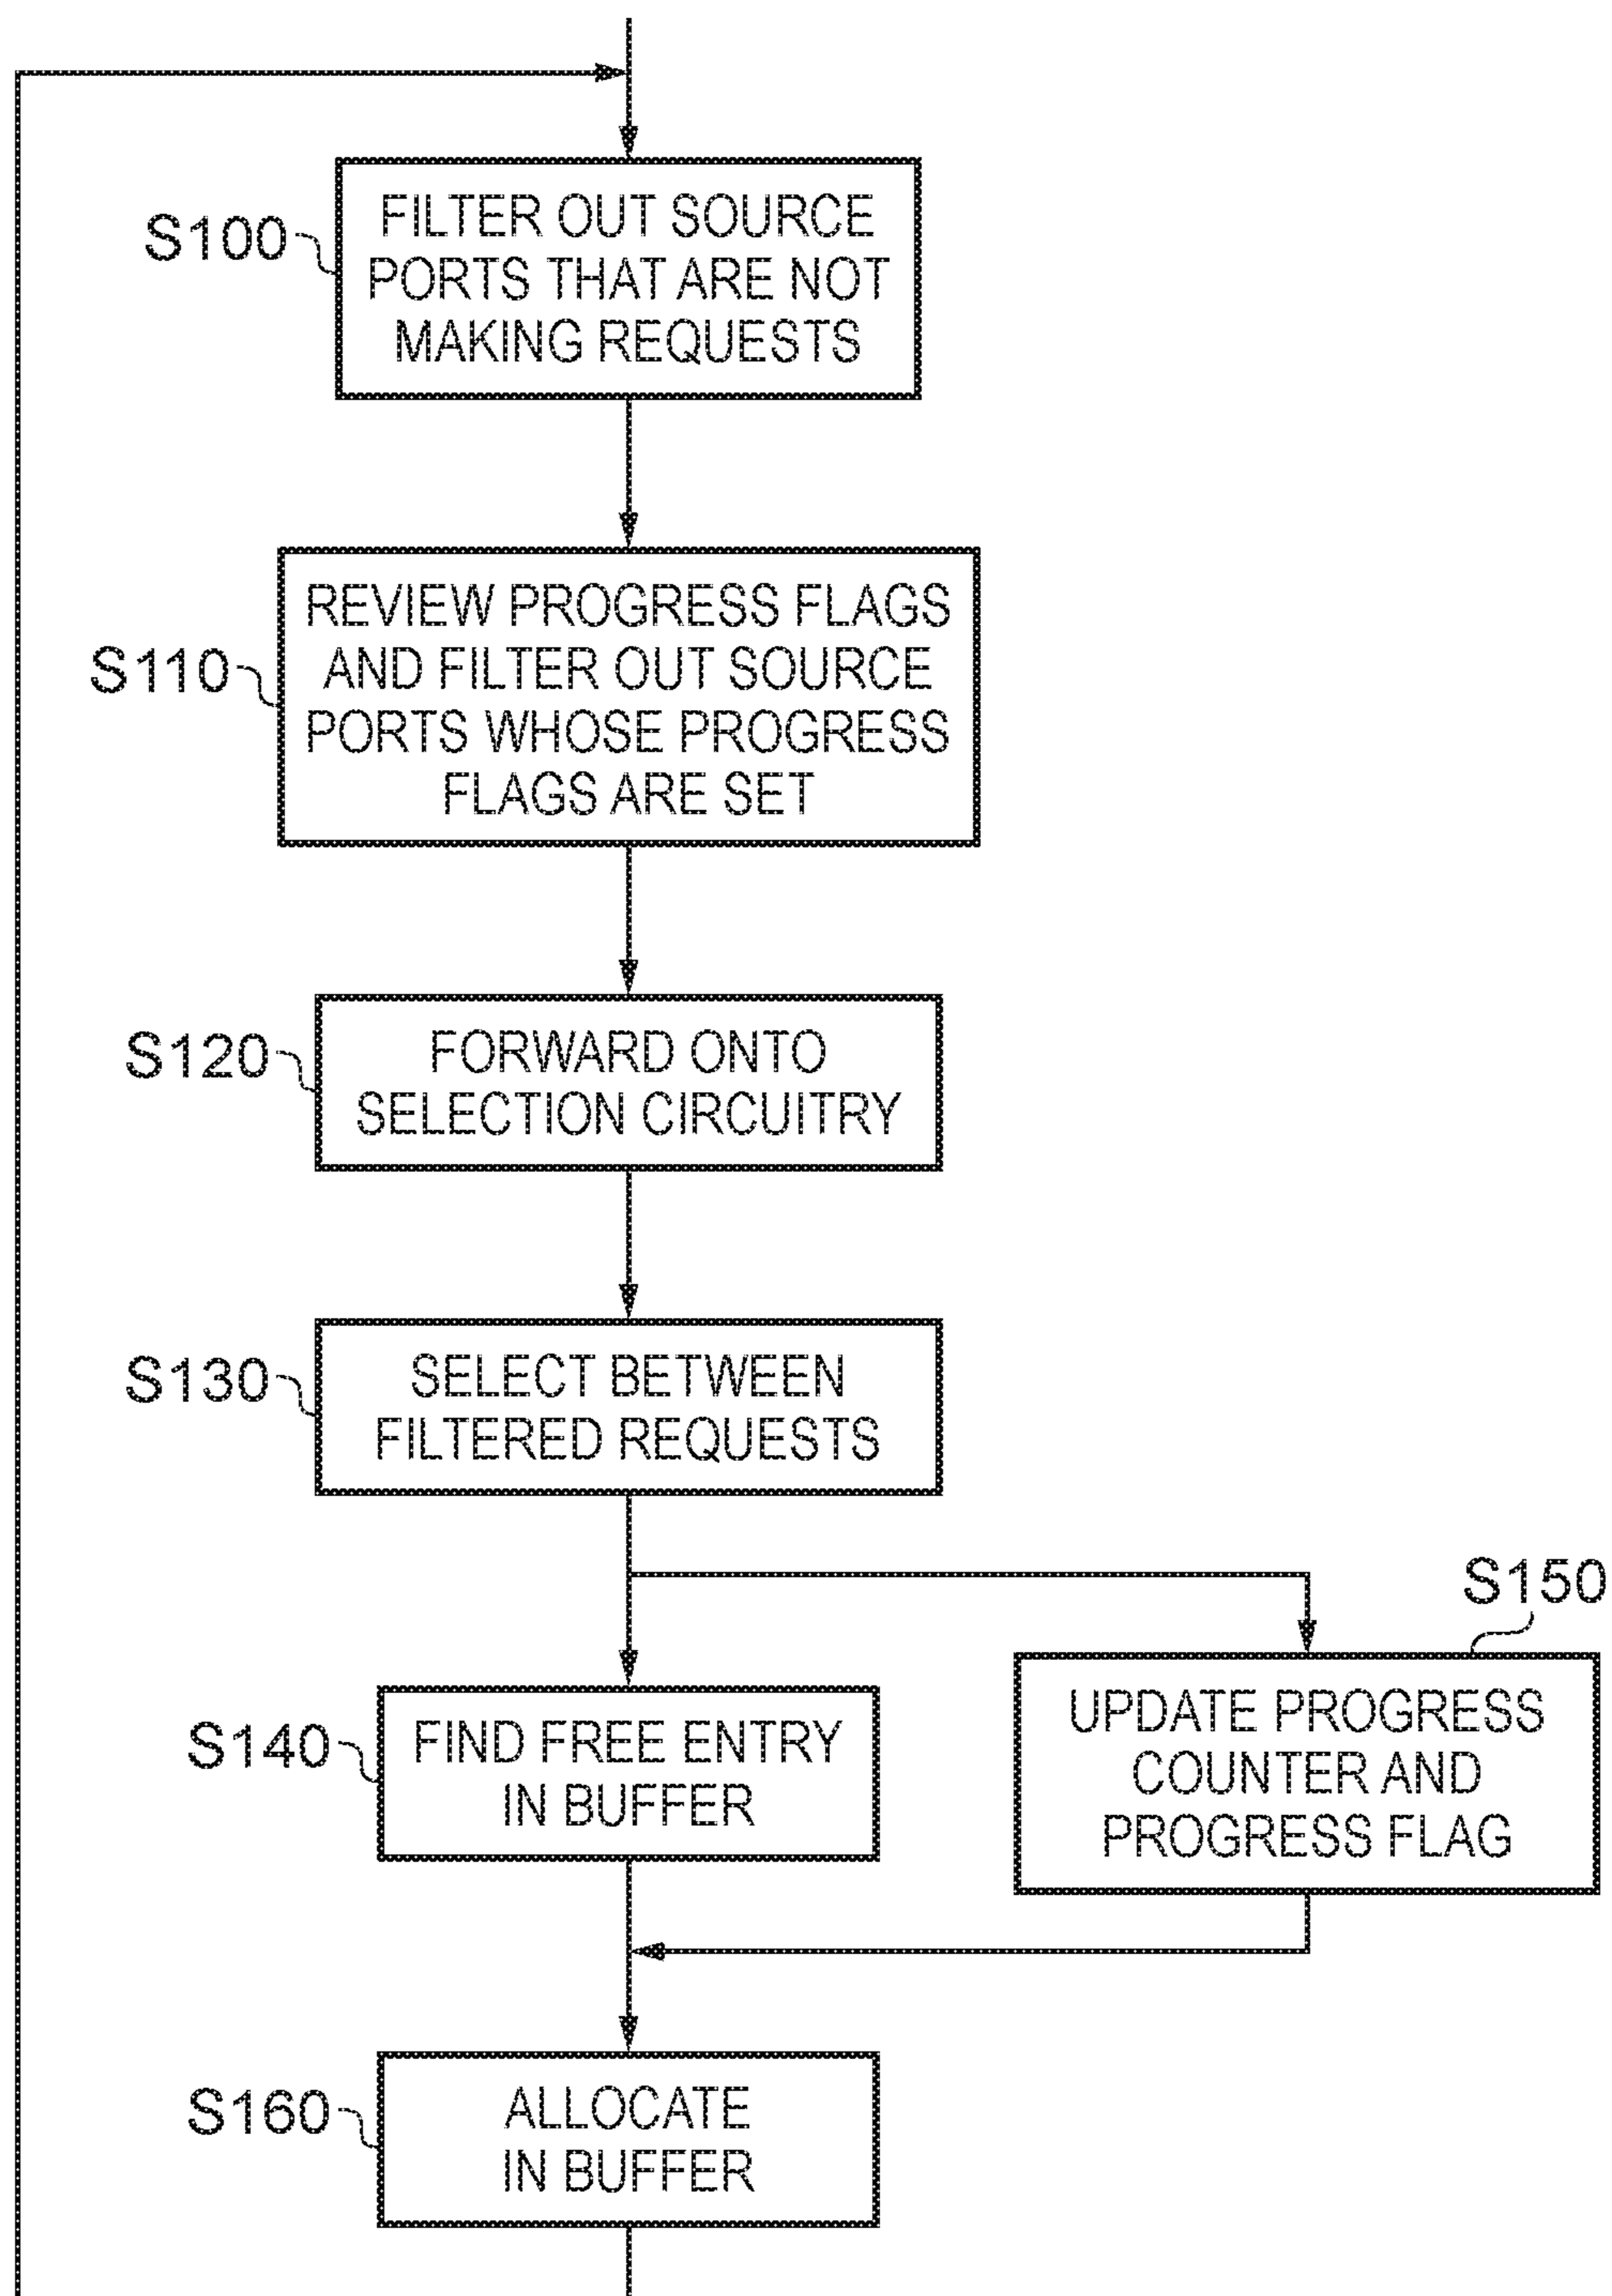 S100
FILTER OUT SOURCE
PORTS THAT ARE NOT
MAKING REQUESTS
S110
REVIEW PROGRESS FLAGS
AND FILTER OUT SOURCE
PORTS WHOSE PROGRESS
FLAGS ARE SET
S120
FORWARD ONTO
SELECTION CIRCUITRY
S130
SELECT BETWEEN
FILTERED REQUESTS
S140
FIND FREE ENTRY
IN BUFFER
S150
UPDATE PROGRESS
COUNTER AND
PROGRESS FLAG
S160
ALLOCATE
IN BUFFER